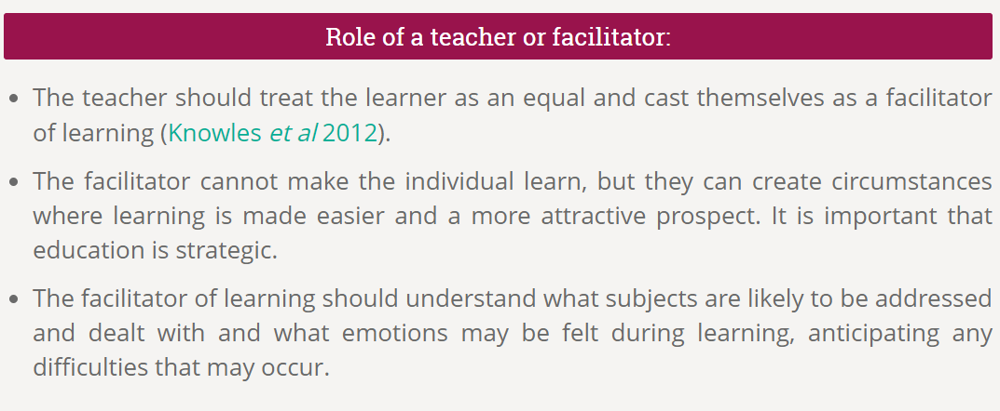 Role of a teacher or facilitator:
• The teacher should treat the learner as an equal and cast themselves as a facilitator
of learning (Knowles et al 2012).
• The facilitator cannot make the individual learn, but they can create circumstances
where learning is made easier and a more attractive prospect. It is important that
education is strategic.
• The facilitator of learning should understand what subjects are likely to be addressed
and dealt with and what emotions may be felt during learning, anticipating any
difficulties that may occur.